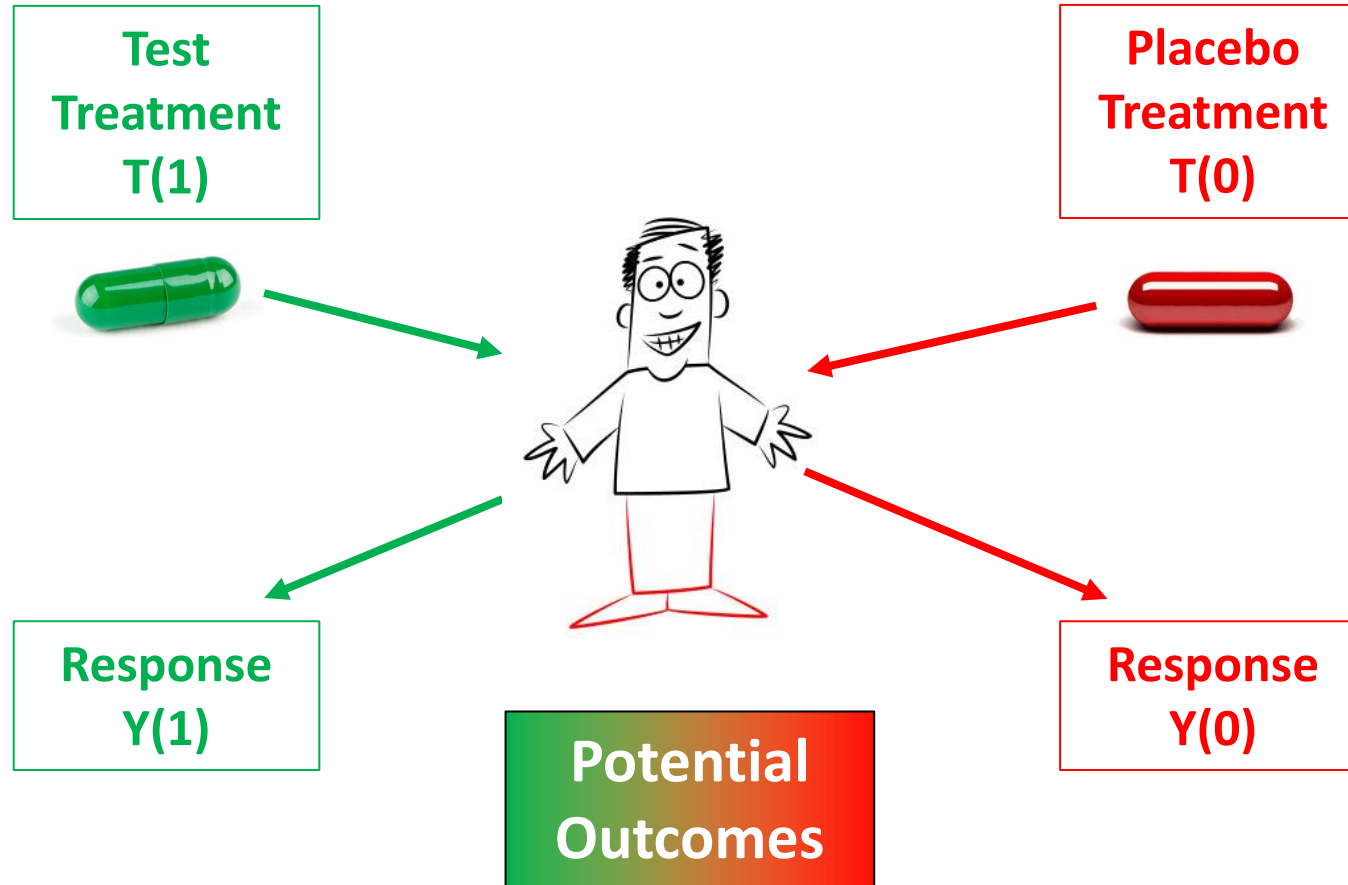 Test
Treatment
T(1)
Placebo
Treatment
T(0)
Response
Y(1)
Response
Y(0)
Potential
Outcomes